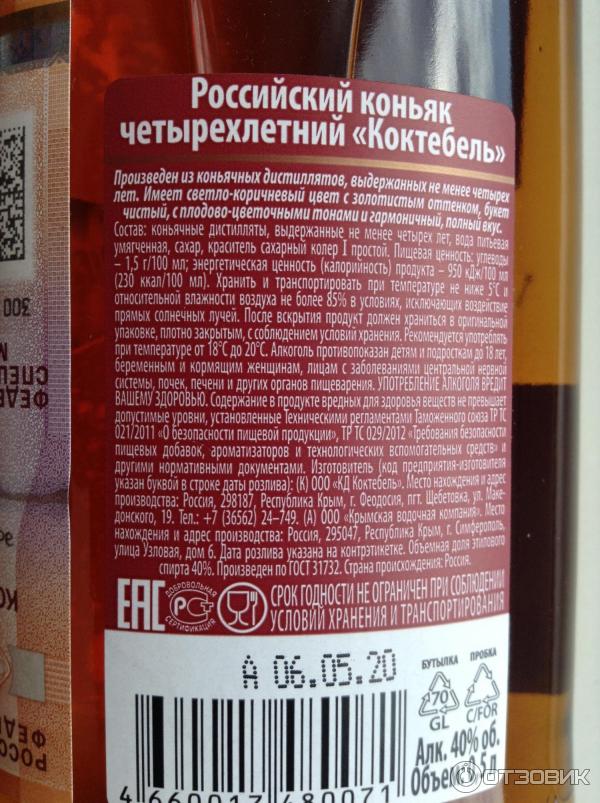 Российский коньяк
четырехлетний «Коктебель»
Произведен из коньячных дистиллятов, выдержанных не менее четырех
лет. Имеет светло-коричневый цвет с золотистым оттенком, букет
чистый, с плодово-цветочными тонами и гармоничный, полный вкус.
Состав: коньячные дистилляты, выдержанные не менее четырех лет, вода питьевая
умягченная, сахар, краситель сахарный колер I простой. Пищевая ценность: углеводы
– 1,5 г/100 мл; энергетическая ценность (калорийность) продукта – 950 кДж/100 мл
(230 ккал/100 мл). Хранить и транспортировать при температуре не ниже 5°С и
относительной влажности воздуха не более 85% в условиях, исключающих воздействие
прямых солнечных лучей. После вскрытия продукт должен храниться в оригинальной
упаковке, плотно закрытым, с соблюдением условий хранения. Рекомендуется употреблять
при температуре от 18°С до 20°С. Алкоголь противопоказан детям и подросткам до 18 лет,
беременным и кормящим женщинам, лицам с заболеваниями центральной нервной
системы, почек, печени и других органов пищеварения. УПОТРЕБЛЕНИЕ АЛКОГОЛЯ ВРЕДИТ
ВАШЕМУ ЗДОРОВЬЮ. Содержание в продукте вредных для здоровья веществ не превышает
допустимые уровни, установленные Техническими регламентами Таможенного союза ТР ТС
021/2011 «О безопасности пищевой продукции», ТР ТС 029/2012 «Требования безопасности
пищевых добавок, ароматизаторов и технологических вспомогательных средств» и
другими нормативными документами. Изготовитель (код предприятия-изготовителя
указан буквой в строке даты розлива): (К) ООО «КД Коктебель». Место нахождения и адрес
производства: Россия, 298187, Республика Крым, г. Феодосия, пгт. Щебетовка, ул. Маке-
донского, 19. Тел.: +7 (36562) 24–749. (А) ООО «Крымская водочная компания». Место
нахождения и адрес производства: Россия, 295047, Республика Крым, г. Симферополь,
улица Узловая, дом 6. Дата розлива указана на контрэтикетке. Объемная доля этилового
спирта 40%. Произведен по ГОСТ 31732. Страна происхождения: Россия.
ЕАС
ДОБРОВОЛЬНАЯ
СЕРТИФИКАЦИЯ
СРОК ГОДНОСТИ НЕ ОГРАНИЧЕН ПРИ СОБЛЮДЕНИИ
УСЛОВИЙ ХРАНЕНИЯ И ТРАНСПОРТИРОВАНИЯ
А 06.05.20
БУТЫЛКА ПРОБКА
70
GL C/FOR
Алк. 40% об.
4 660017 480071
300
ОТЗОВИК